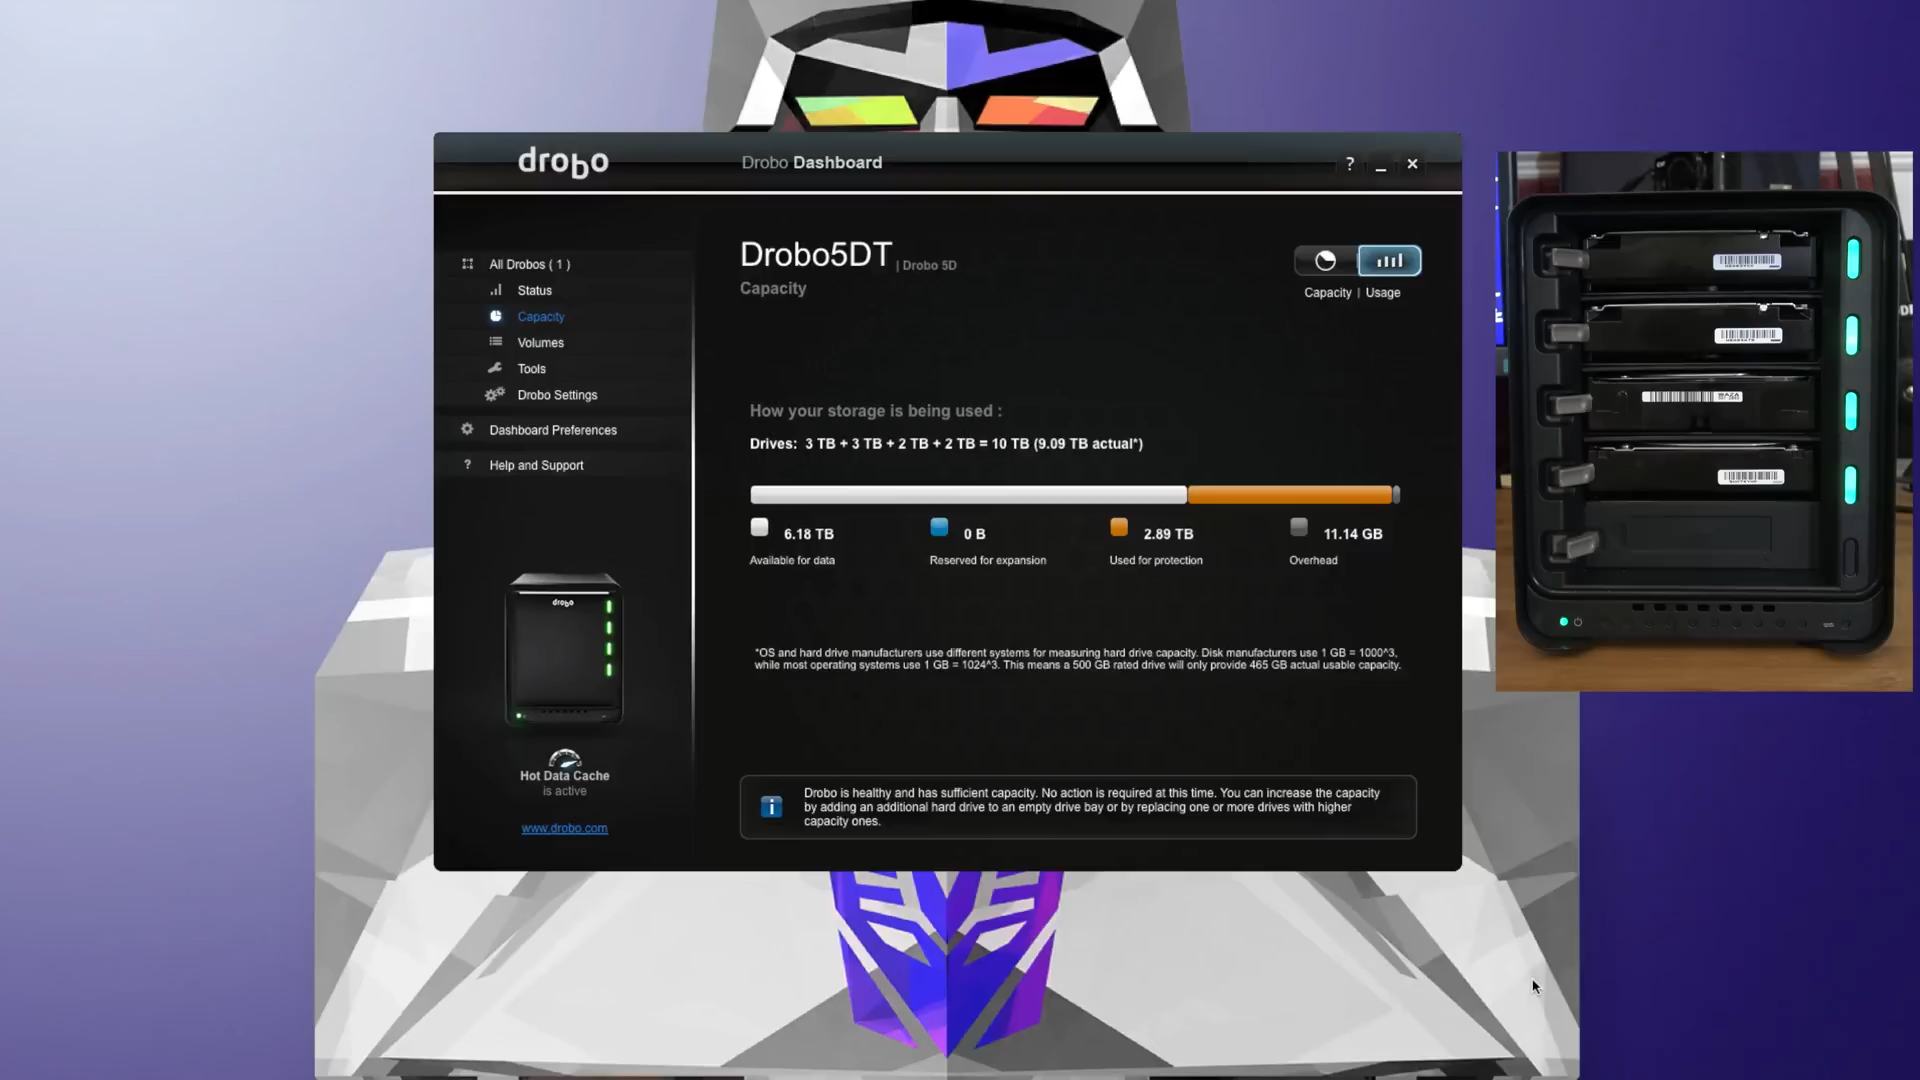 drobo
Drobo Dashboard
?
Drobo5DT | Drobo 5D
Capacity
Capacity | Usage
All Drobos ( 1 )
Status
Capacity
Volumes
Tools
Drobo Settings
Dashboard Preferences
? Help and Support
drobo
Hot Data Cache
is active
www.drobo.com
How your storage is being used :
Drives: 3 TB + 3 TB + 2 TB + 2 TB = 10 TB (9.09 TB actual*)
6.18 TB
Available for data
0 B
Reserved for expansion
2.89 TB
Used for protection
11.14 GB
Overhead
*OS and hard drive manufacturers use different systems for measuring hard drive capacity. Disk manufacturers use 1 GB = 1000^3,
while most operating systems use 1 GB = 1024^3. This means a 500 GB rated drive will only provide 465 GB actual usable capacity.
Drobo is healthy and has sufficient capacity. No action is required at this time. You can increase the capacity
by adding an additional hard drive to an empty drive bay or by replacing one or more drives with higher
capacity ones.